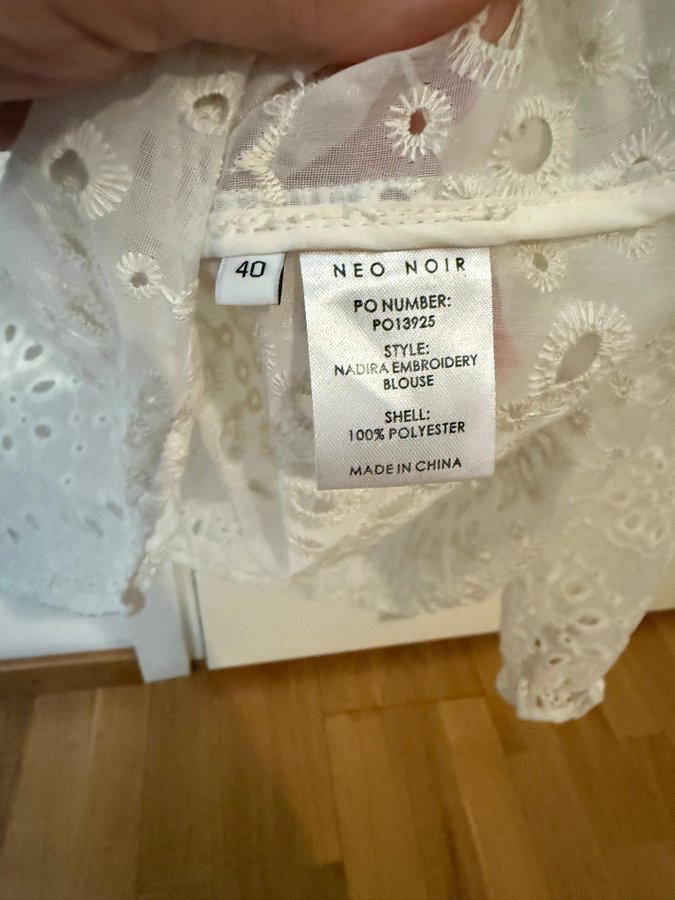 40
NEO NOIR
PO NUMBER:
PO13925
STYLE:
NADIRA EMBROIDERY
BLOUSE
SHELL:
100% POLYESTER
MADE IN CHINA